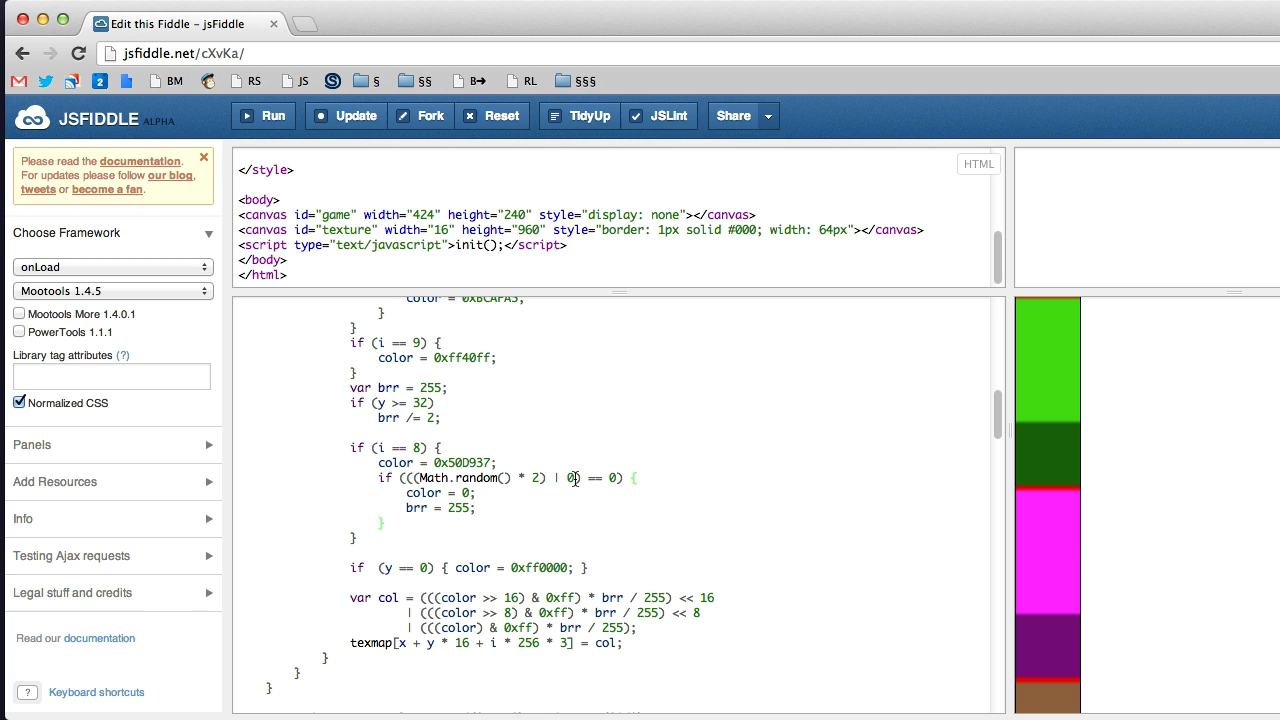 Edit this Fiddle – jsFiddle
jsfiddle.net/cXvKa/
2 BM RS JS § §§ B→ RL §§§
JSFIDDLE ALPHA Run Update Fork Reset TidyUp JSLint Share
Please read the documentation.
For updates please follow our blog,
tweets or become a fan.
Choose Framework
onLoad
Mootools 1.4.5
Mootools More 1.4.0.1
PowerTools 1.1.1
Library tag attributes (?)
Normalized CSS
Panels
Add Resources
Info
Testing Ajax requests
Legal stuff and credits
Read our documentation
? Keyboard shortcuts
HTML
</style>
<body>
<canvas id="game" width="424" height="240" style="display: none"></canvas>
<canvas id="texture" width="16" height="960" style="border: 1px solid #000; width: 64px"></canvas>
<script type="text/javascript">init();</script>
</body>
</html>
color = 0xBCAFA5;
}
}
if (i == 9) {
color = 0xff40ff;
}
var brr = 255;
if (y >= 32)
brr /= 2;
if (i == 8) {
color = 0x50D937;
if (((Math.random() * 2) | 0) == 0) {
color = 0;
brr = 255;
}
}
if (y == 0) { color = 0xff0000; }
var col = (((color >> 16) & 0xff) * brr / 255) << 16
| (((color >> 8) & 0xff) * brr / 255) << 8
| (((color) & 0xff) * brr / 255);
texmap[x + y * 16 + i * 256 * 3] = col;
}
}
}